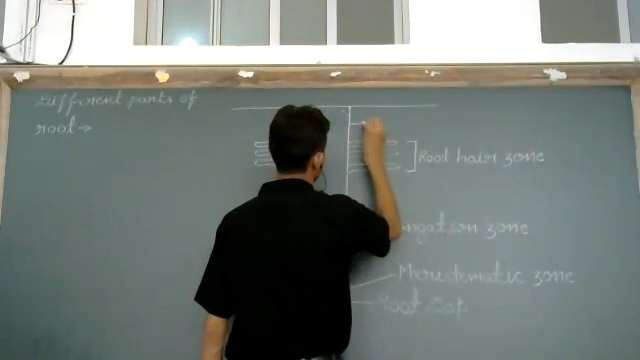 Different parts of
root →
Root hair zone
zone
Meristematic zone
Root Cap